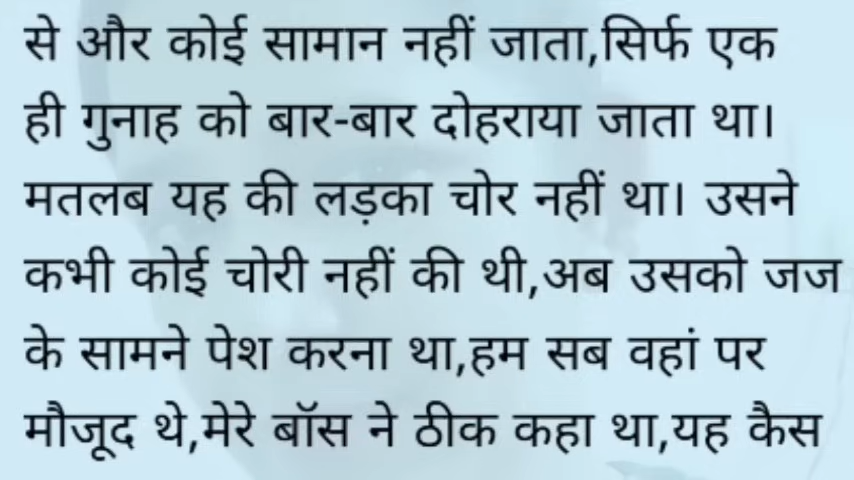 से और कोई सामान नहीं जाता,सिर्फ एक
ही गुनाह को बार-बार दोहराया जाता था।
मतलब यह की लड़का चोर नहीं था। उसने
कभी कोई चोरी नहीं की थी,अब उसको जज
के सामने पेश करना था,हम सब वहां पर
मौजूद थे,मेरे बॉस ने ठीक कहा था,यह कैस